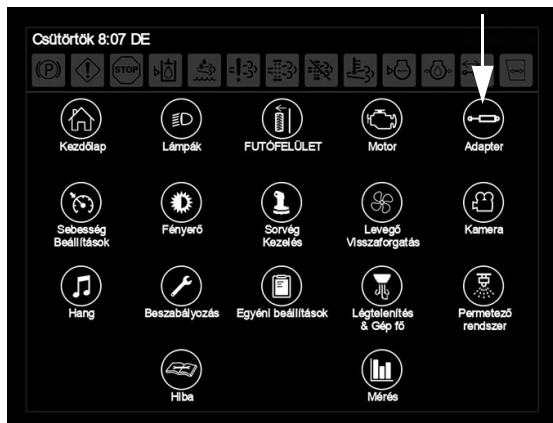 Csütörtök 8:07 DE
(P) STOP
Kezdőlap Lámpák FUTÓFELÜLET Motor Adapter
Sebesség Beállítások Fényerő Sorvég Kezelés Levegő Visszaforgatás Kamera
Hang Beszabályozás Egyéni beállítások Légtelenítés & Gép fő Permetező rendszer
Hiba Mérés